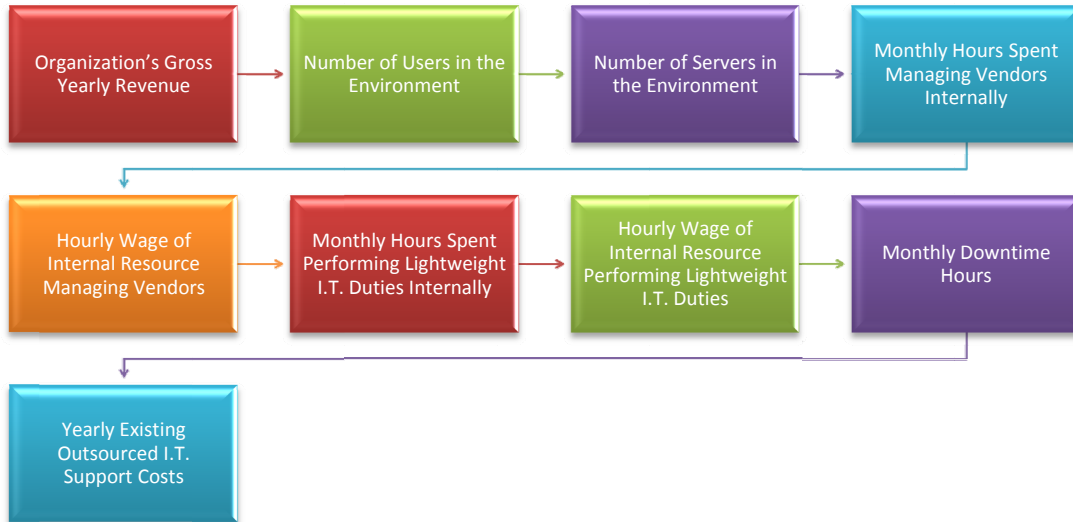 Organization’s Gross
Yearly Revenue
Number of Users in the
Environment
Number of Servers in
the Environment
Monthly Hours Spent
Managing Vendors
Internally
Hourly Wage of
Internal Resource
Managing Vendors
Monthly Hours Spent
Performing Lightweight
I.T. Duties Internally
Hourly Wage of
Internal Resource
Performing Lightweight
I.T. Duties
Monthly Downtime
Hours
Yearly Existing
Outsourced I.T.
Support Costs